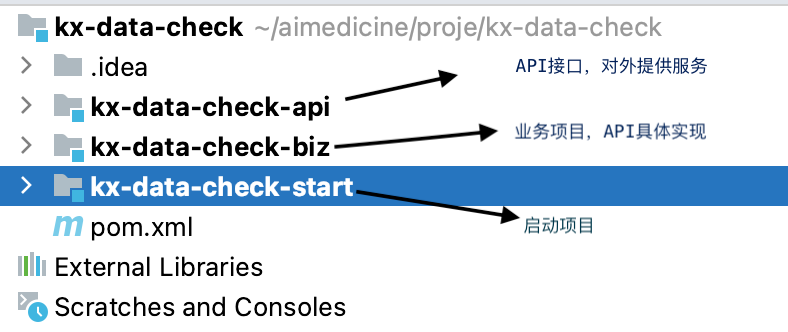 kx-data-check ~/aimedicine/proje/kx-data-check
.idea
API接口，对外提供服务
kx-data-check-api
kx-data-check-biz
业务项目，API具体实现
kx-data-check-start
启动项目
m pom.xml
External Libraries
Scratches and Consoles